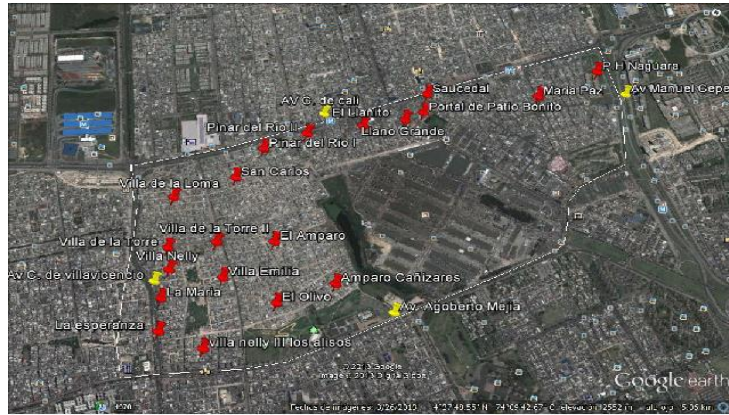 P H Naguara
Saucedal
Maria Paz
Av Manuel Cepe
AV C. de cali
El Llanito
Portal de Patio Bonito
Llano Grande
Pinar del Rio II
Pinar del Rio I
San Carlos
Villa de la Loma
Villa de la Torre II
El Amparo
Villa de la Torre
Villa Nelly
Av C. de villavicencio
Villa Emilia
Amparo Cañizares
La Maria
El Olivo
Av. Agoberto Mejia
La esperanza
Villa nelly III los alisos
Google earth
1970